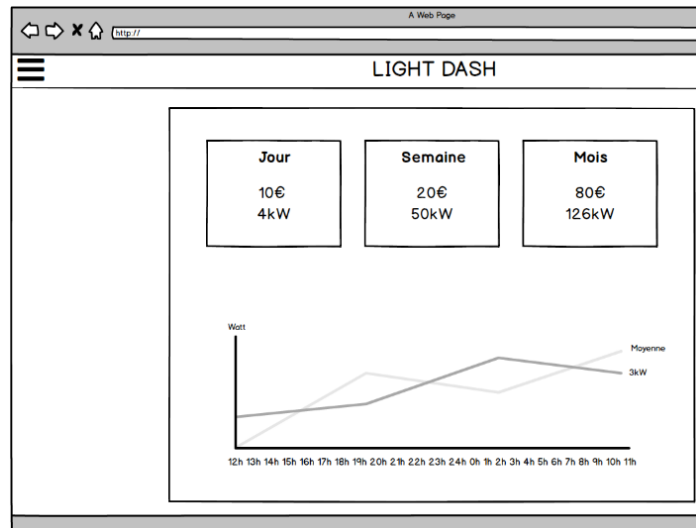 A Web Page
http://
LIGHT DASH
Jour
10€
4kW
Semaine
20€
50kW
Mois
80€
126kW
Watt
Moyenne
3kW
12h 13h 14h 15h 16h 17h 18h 19h 20h 21h 22h 23h 24h 0h 1h 2h 3h 4h 5h 6h 7h 8h 9h 10h 11h